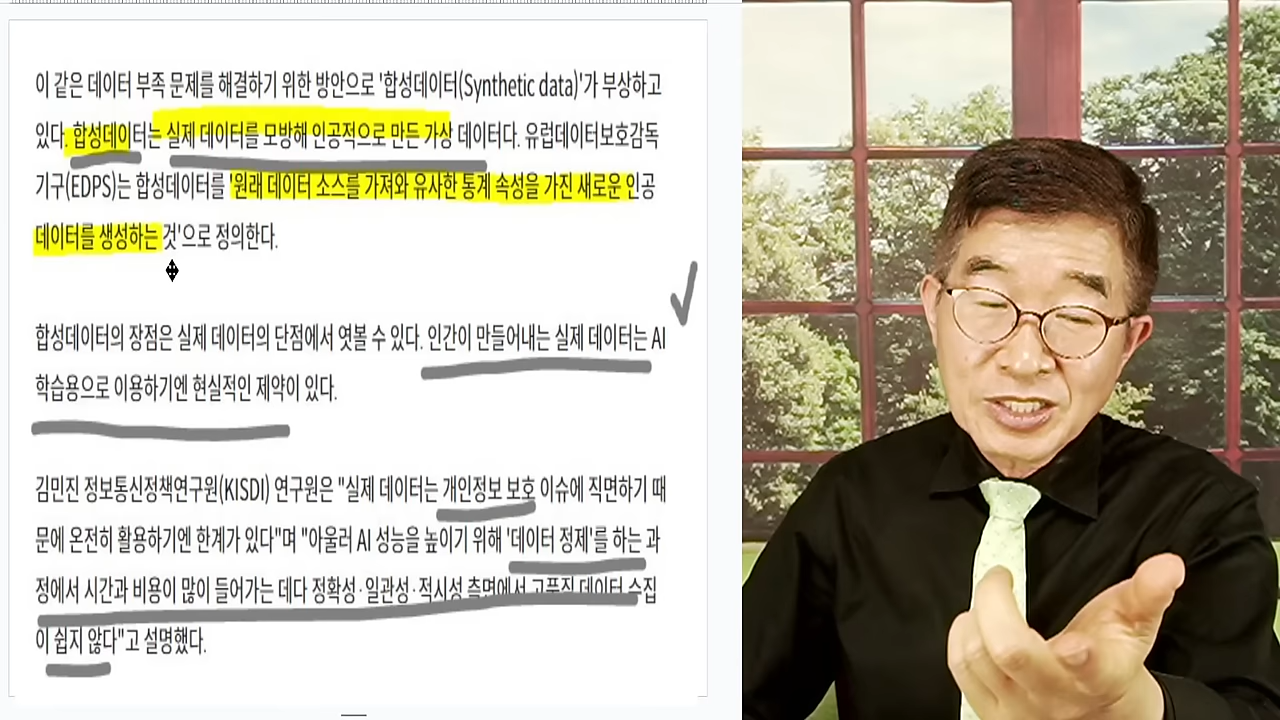 이 같은 데이터 부족 문제를 해결하기 위한 방안으로 '합성데이터(Synthetic data)'가 부상하고
있다. 합성데이터는 실제 데이터를 모방해 인공적으로 만든 가상 데이터다. 유럽데이터보호감독
기구(EDPS)는 합성데이터를 '원래 데이터 소스를 가져와 유사한 통계 속성을 가진 새로운 인공
데이터를 생성하는 것'으로 정의한다.
합성데이터의 장점은 실제 데이터의 단점에서 엿볼 수 있다. 인간이 만들어내는 실제 데이터는 AI
학습용으로 이용하기엔 현실적인 제약이 있다.
김민진 정보통신정책연구원(KISDI) 연구원은 "실제 데이터는 개인정보 보호 이슈에 직면하기 때
문에 온전히 활용하기엔 한계가 있다"며 "아울러 AI 성능을 높이기 위해 '데이터 정제'를 하는 과
정에서 시간과 비용이 많이 들어가는 데다 정확성·일관성·적시성 측면에서 고품질 데이터 수집
이 쉽지 않다"고 설명했다.